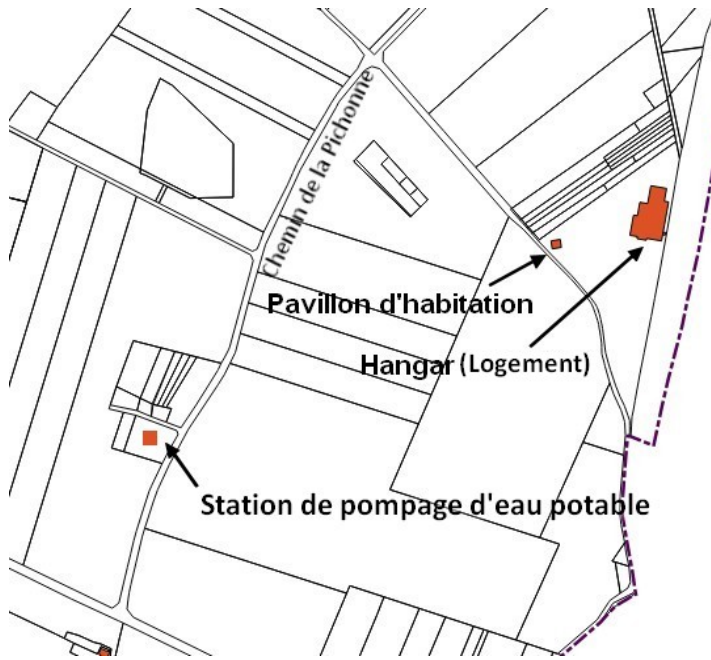 Chemin de la Pichonne
Pavillon d'habitation
Hangar (Logement)
Station de pompage d'eau potable